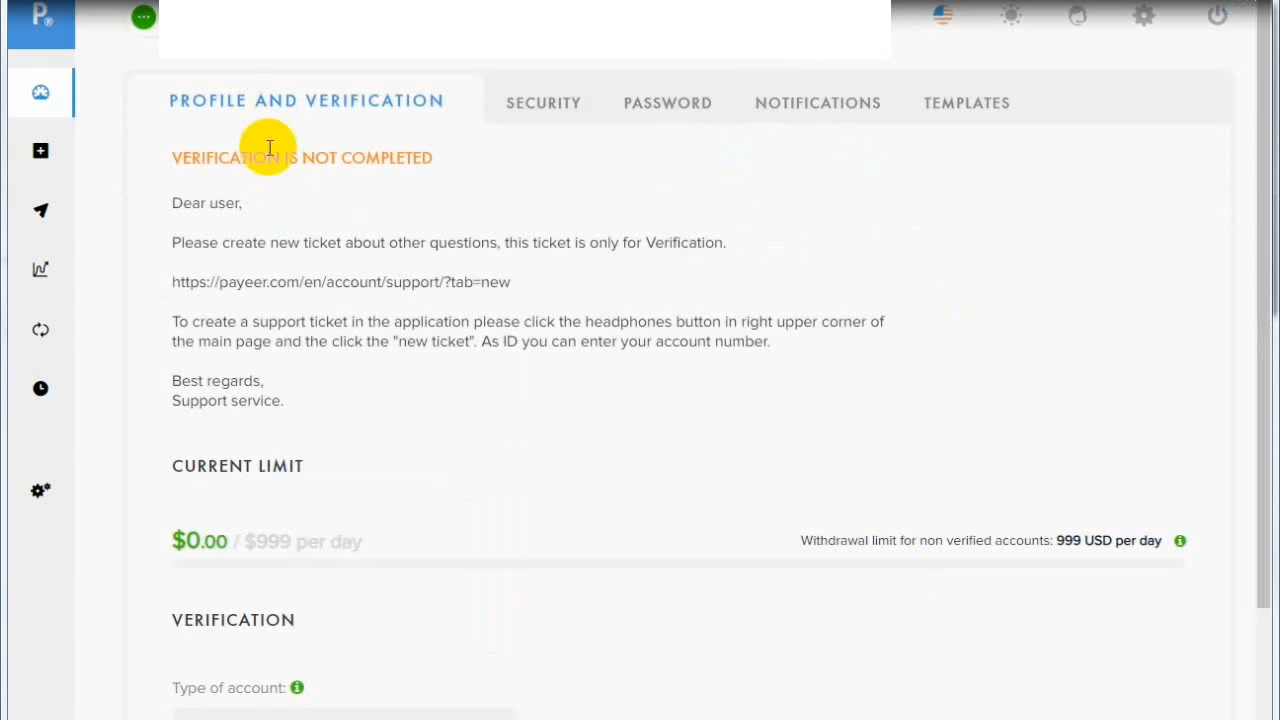 P®
PROFILE AND VERIFICATION
SECURITY
PASSWORD
NOTIFICATIONS
TEMPLATES
VERIFICATION IS NOT COMPLETED
Dear user,
Please create new ticket about other questions, this ticket is only for Verification.
https://payeer.com/en/account/support/?tab=new
To create a support ticket in the application please click the headphones button in right upper corner of
the main page and the click the "new ticket". As ID you can enter your account number.
Best regards,
Support service.
CURRENT LIMIT
$0.00 / $999 per day
Withdrawal limit for non verified accounts: 999 USD per day
VERIFICATION
Type of account: